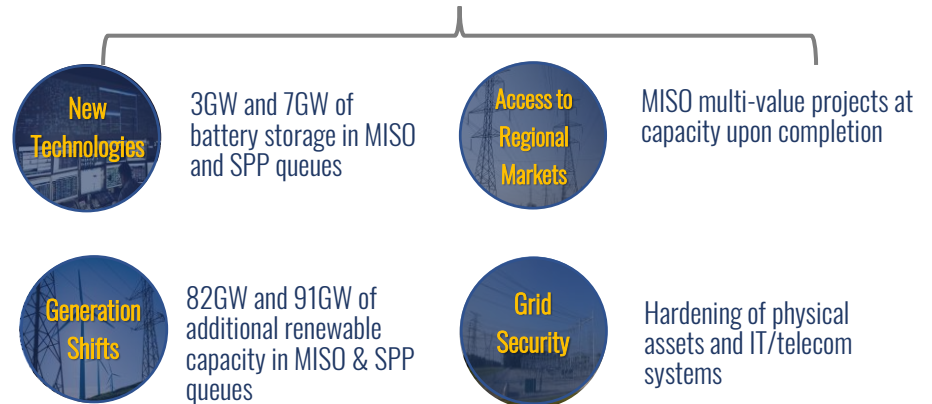 New
Technologies
3GW and 7GW of
battery storage in MISO
and SPP queues
Access to
Regional
Markets
MISO multi-value projects at
capacity upon completion
Generation
Shifts
82GW and 91GW of
additional renewable
capacity in MISO & SPP
queues
Grid
Security
Hardening of physical
assets and IT/telecom
systems